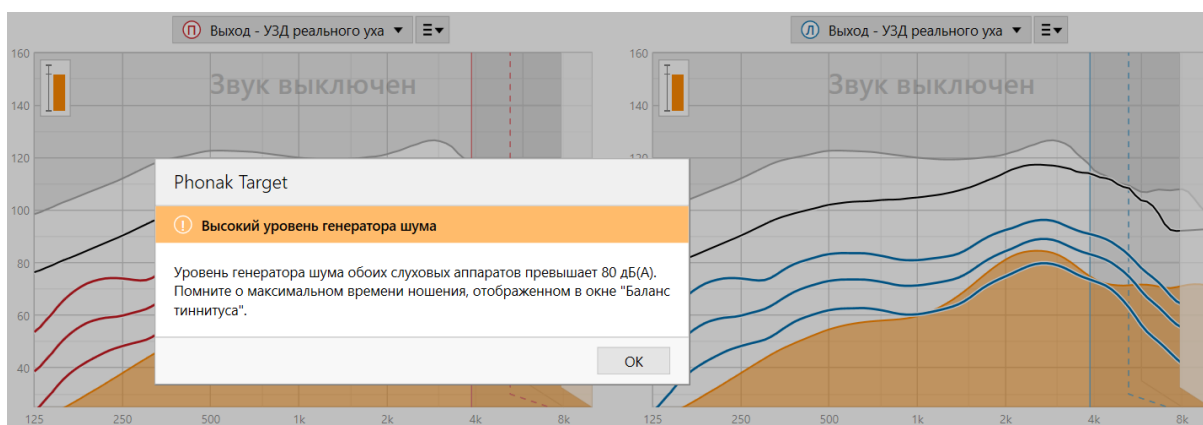 П Выход - УЗД реального уха
Л Выход - УЗД реального уха
160
Звук выключен
160
Звук выключен
140
140
120
120
Phonak Target
100
100
Высокий уровень генератора шума
80
80
Уровень генератора шума обоих слуховых аппаратов превышает 80 дБ(А).
Помните о максимальном времени ношения, отображенном в окне "Баланс
тиннитуса".
60
60
OK
40
125 250 500 1k 2k 4k 8k
125 250 500 1k 2k 4k 8k